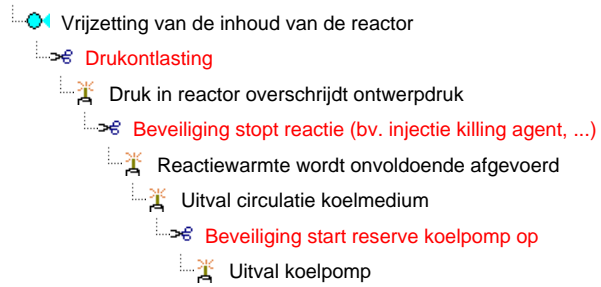 Vrijzetting van de inhoud van de reactor
Drukontlasting
Druk in reactor overschrijdt ontwerpdruk
Beveiliging stopt reactie (bv. injectie killing agent, ...)
Reactiewarmte wordt onvoldoende afgevoerd
Uitval circulatie koelmedium
Beveiliging start reserve koelpomp op
Uitval koelpomp